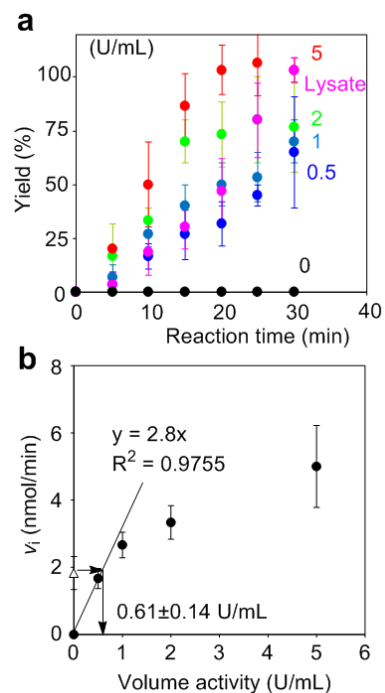 a
(U/mL)
5
100
Lysate
2
75
1
50
0.5
25
0
0
0 10 20 30 40
Yield (%)
Reaction time (min)
b
8
y = 2.8x
R² = 0.9755
6
4
2
0.61±0.14 U/mL
0
0 1 2 3 4 5 6
vi (nmol/min)
Volume activity (U/mL)